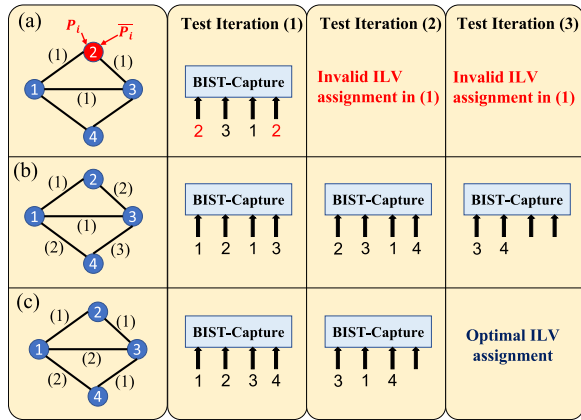 Test Iteration (1) Test Iteration (2) Test Iteration (3)
(a)
P_i \overline{P_i}
2
(1) (1)
1 (1) 3
4
BIST-Capture
2 3 1 2
Invalid ILV
assignment in (1)
Invalid ILV
assignment in (1)
(b)
2
(1) (2)
1 (1) 3
(2) (3)
4
BIST-Capture
1 2 1 3
BIST-Capture
2 3 1 4
BIST-Capture
3 4
(c)
2
(1) (1)
1 (2) 3
(2) (1)
4
BIST-Capture
1 2 3 4
BIST-Capture
3 1 4
Optimal ILV
assignment